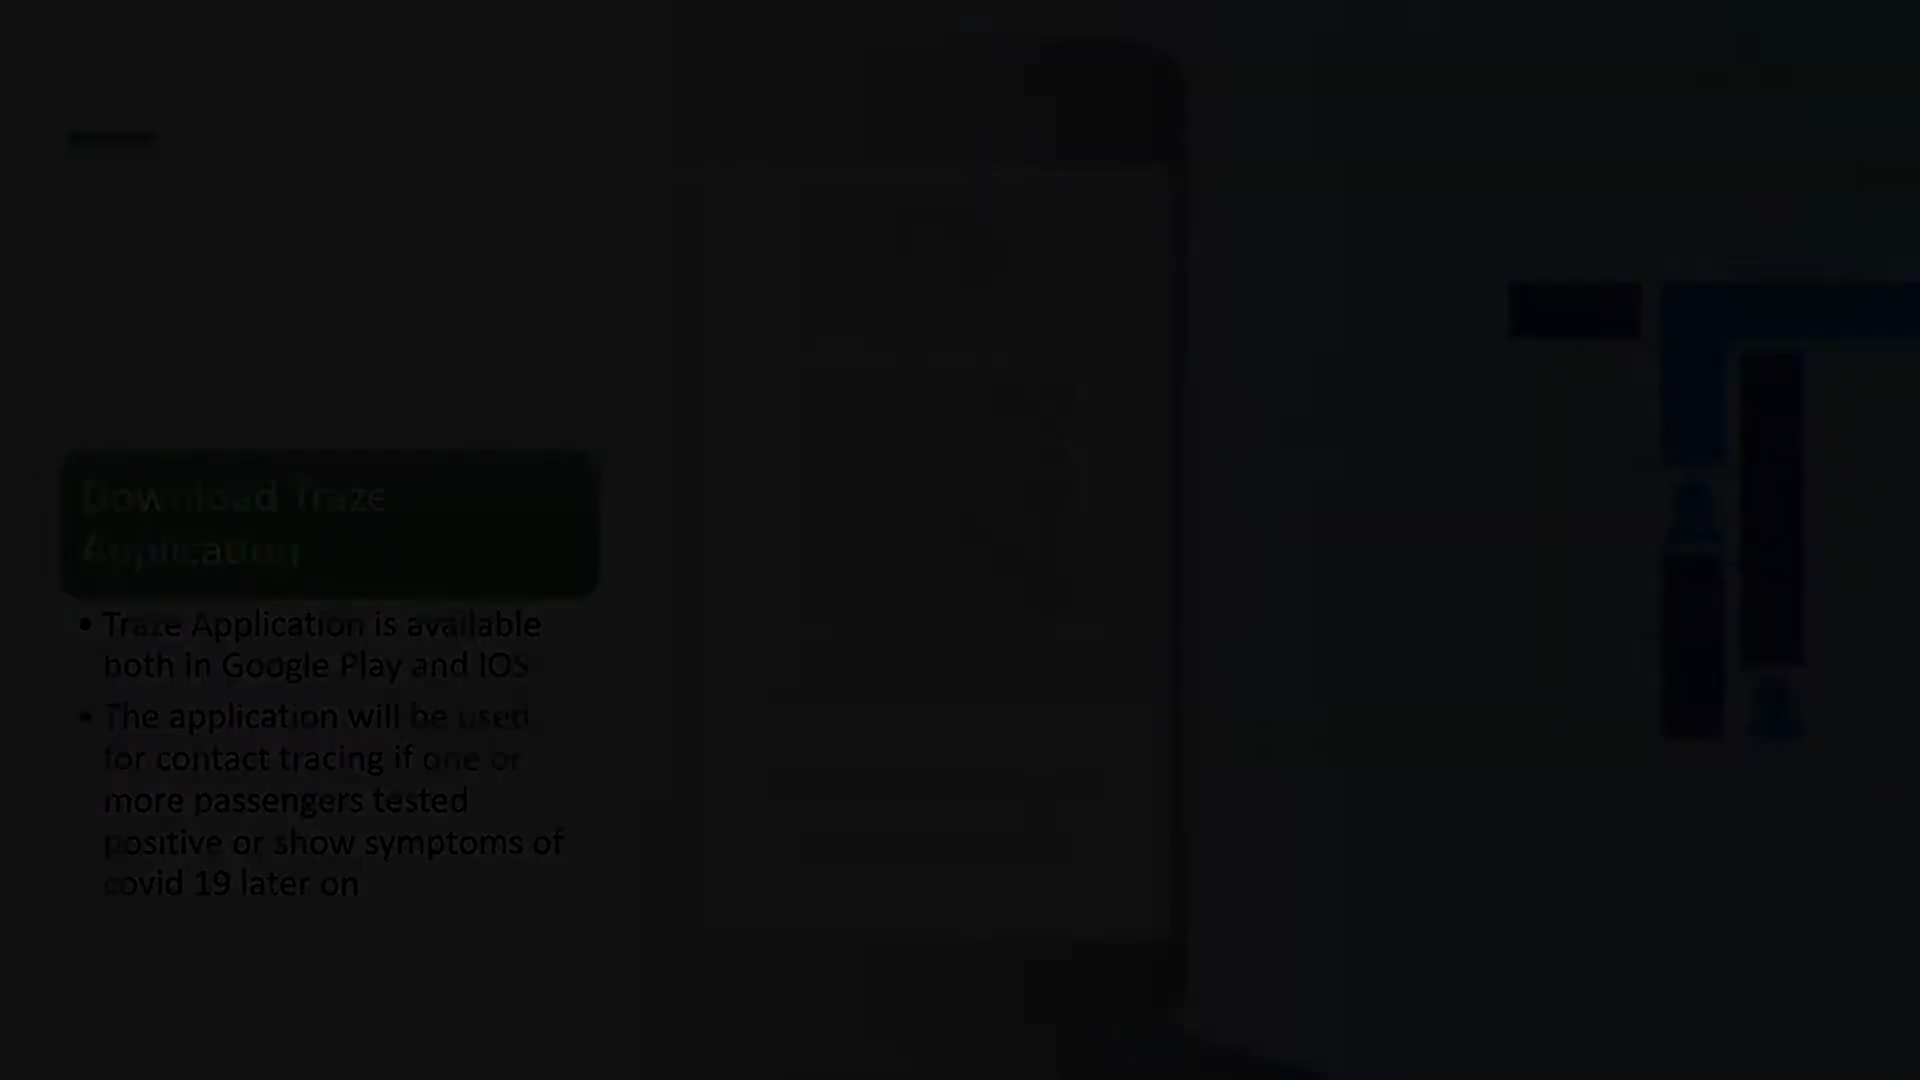 Download Traze
Application
• Traze Application is available
both in Google Play and IOS
• The application will be used
for contact tracing if one or
more passengers tested
positive or show symptoms of
covid 19 later on